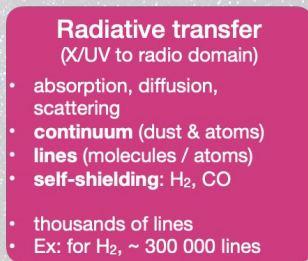 Radiative transfer
(X/UV to radio domain)
• absorption, diffusion,
scattering
• continuum (dust & atoms)
• lines (molecules / atoms)
• self-shielding: H₂, CO
• thousands of lines
• Ex: for H₂, ~ 300 000 lines